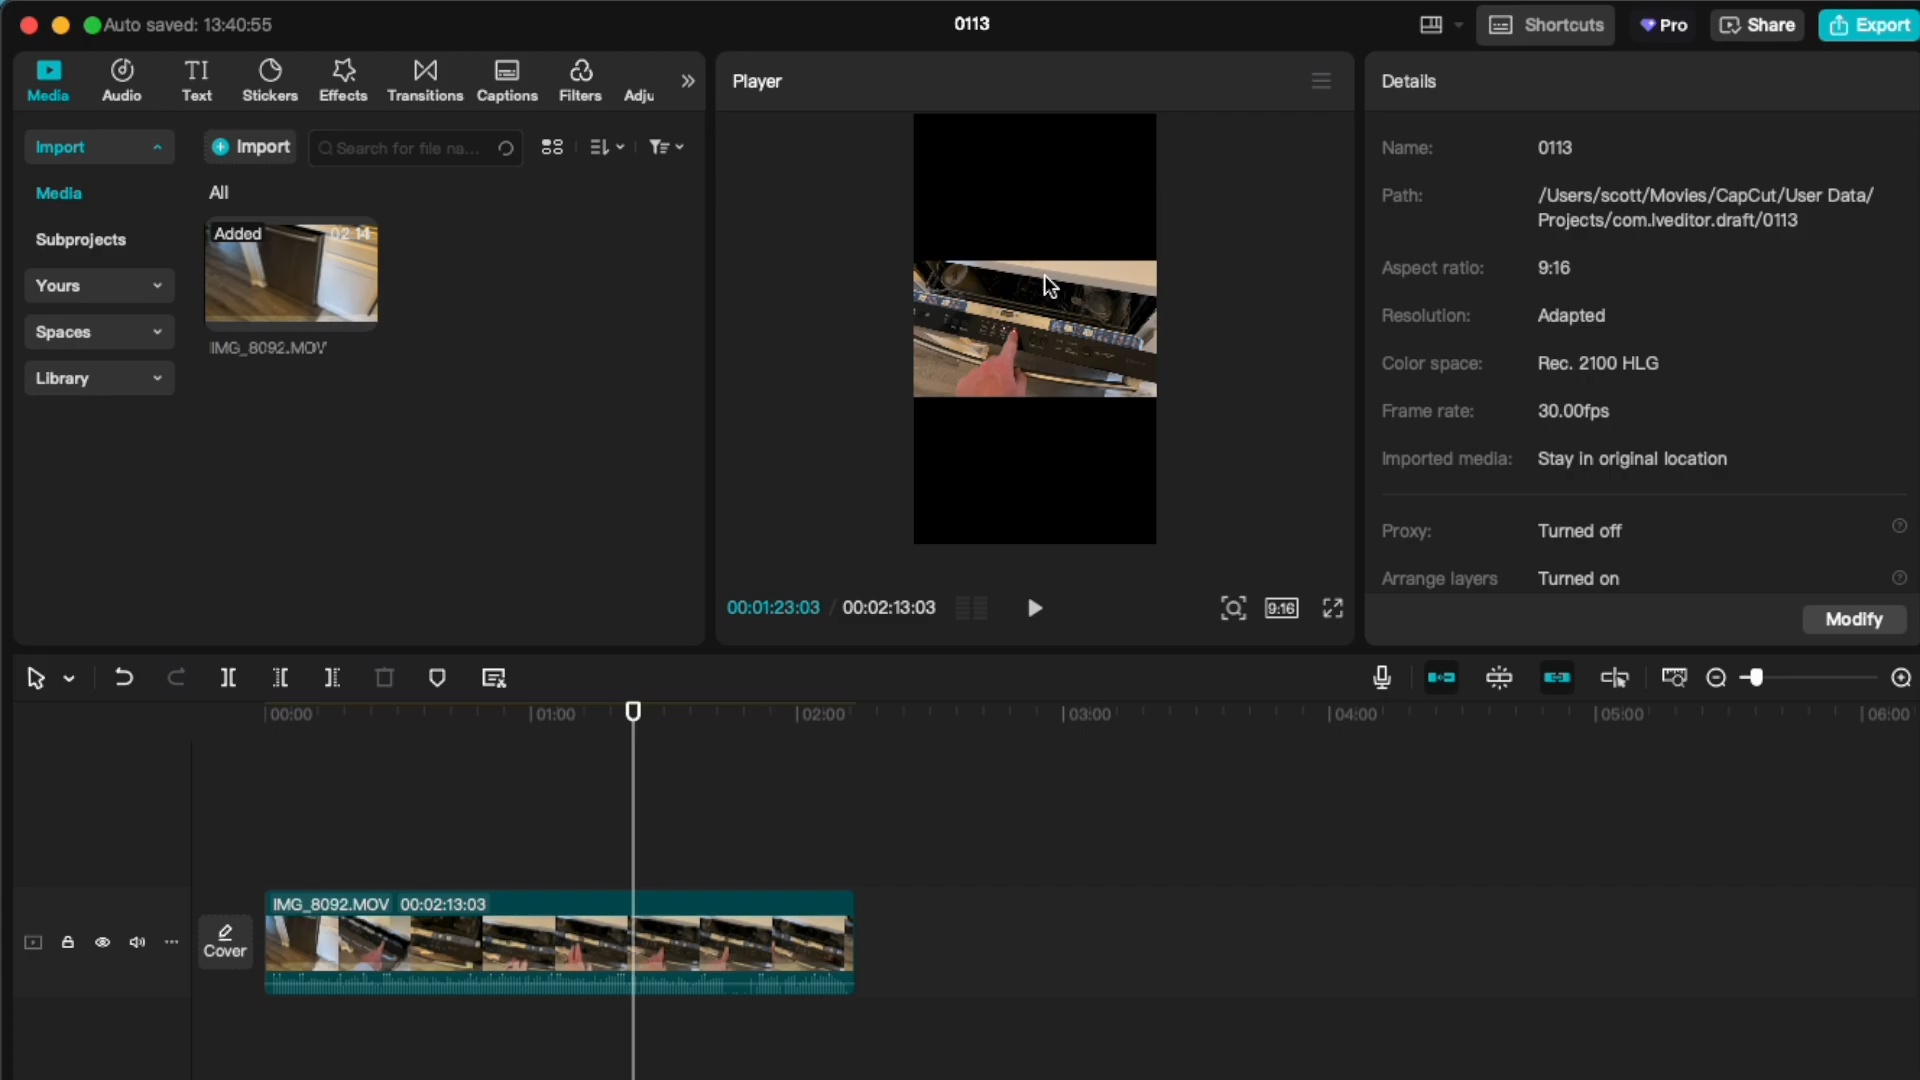 Auto saved: 13:40:55
0113
Shortcuts
Pro
Share
Export
Media
Audio
TI
Text
Stickers
Effects
Transitions
Captions
Filters
Adju
Player
Details
Import
Import
Search for file na...
Media
All
Subprojects
Yours
Spaces
Library
Added
02:14
IMG_8092.MOV
Name:
0113
Path:
/Users/scott/Movies/CapCut/User Data/
Projects/com.lveditor.draft/0113
Aspect ratio:
9:16
Resolution:
Adapted
Color space:
Rec. 2100 HLG
Frame rate:
30.00fps
Imported media:
Stay in original location
Proxy:
Turned off
Arrange layers
Turned on
Modify
00:01:23:03 / 00:02:13:03
9:16
00:00
01:00
02:00
03:00
04:00
05:00
06:00
IMG_8092.MOV 00:02:13:03
Cover